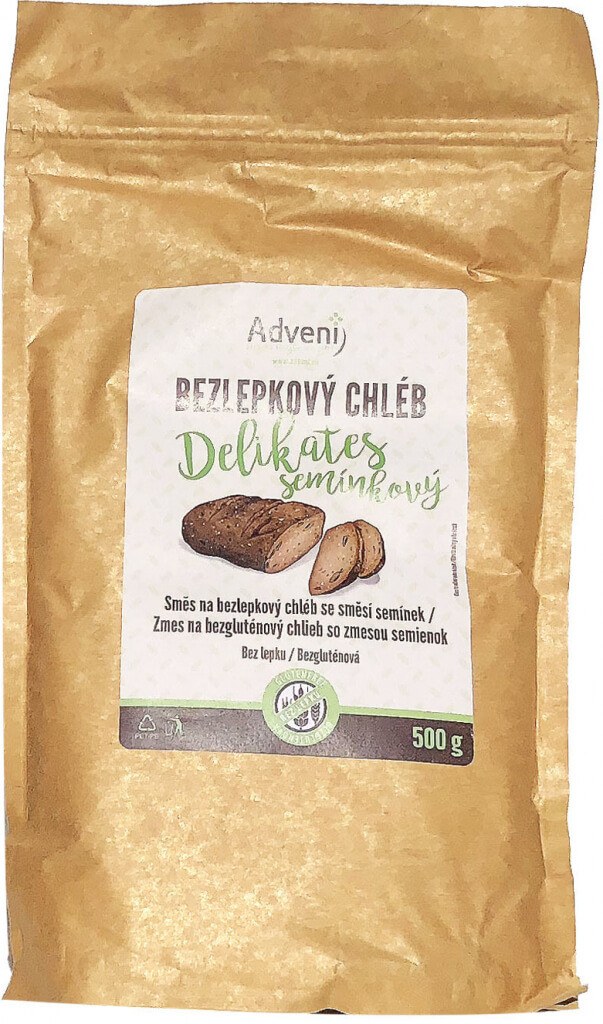 Adveni
BEZLEPKOVÝ CHLÉB
Delikates
semínkový
Směs na bezlepkový chléb se směsí semínek /
Zmes na bezgluténový chlieb so zmesou semienok
Bez lepku / Bezgluténová
500 g